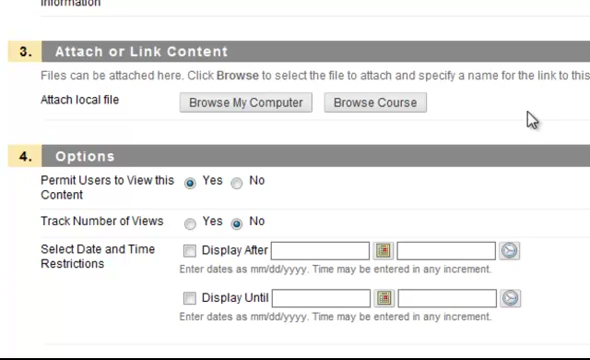 Information
3. Attach or Link Content
Files can be attached here. Click Browse to select the file to attach and specify a name for the link to this
Attach local file Browse My Computer Browse Course
4. Options
Permit Users to View this Yes No
Content
Track Number of Views Yes No
Select Date and Time Display After
Restrictions
Enter dates as mm/dd/yyyy. Time may be entered in any increment.
Display Until
Enter dates as mm/dd/yyyy. Time may be entered in any increment.